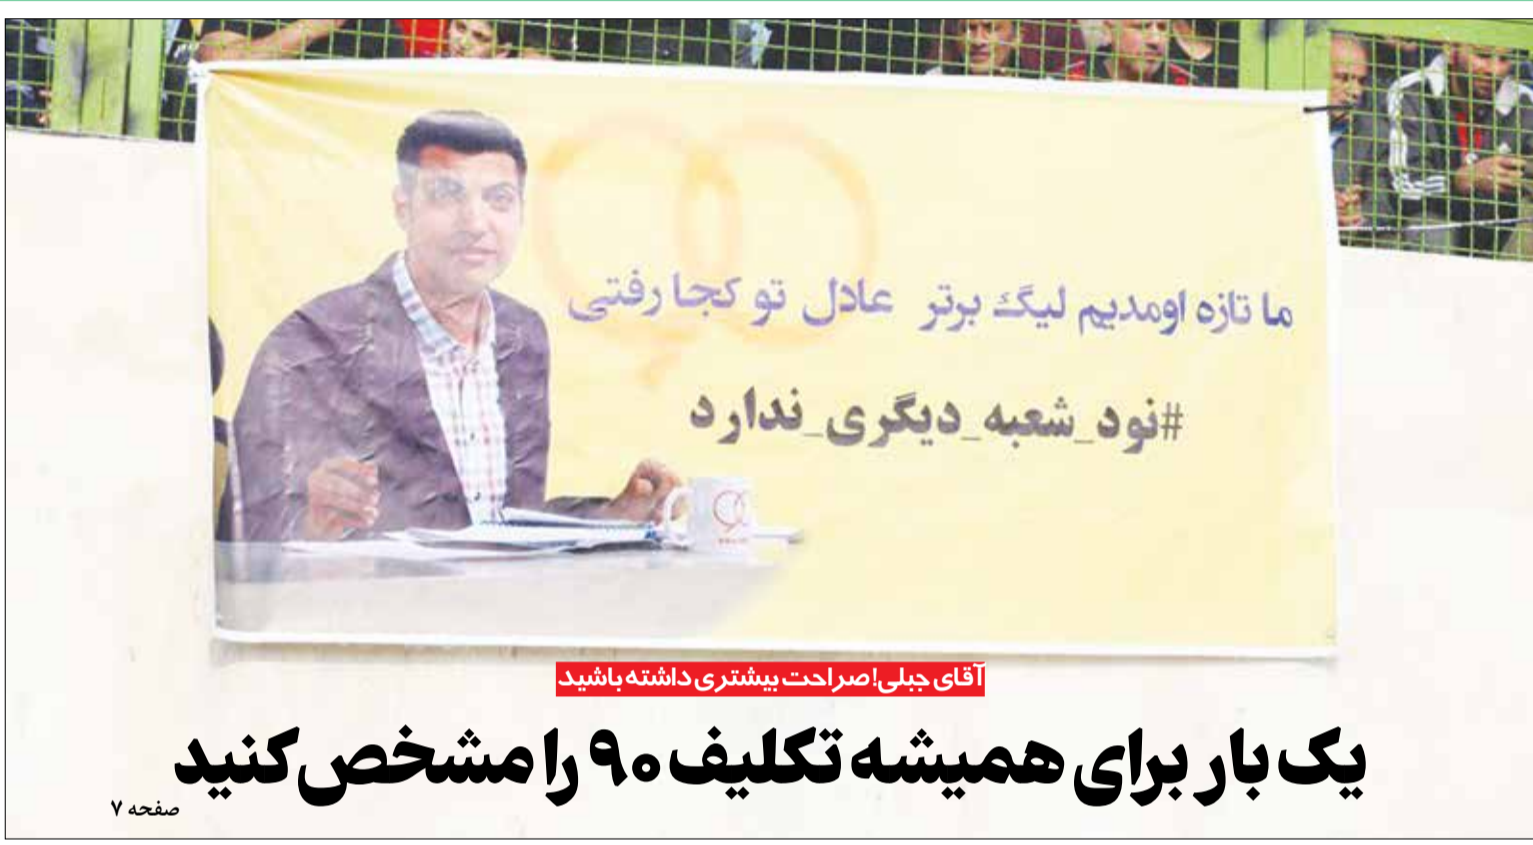 ما تازه اومدیم لیگ برتر عادل تو کجا رفتی
#نود_شعبه_دیگری_ندارد
آقای جبلی! صراحت بیشتری داشته باشید
یک بار برای همیشه تکلیف ۹۰ را مشخص کنید
صفحه ۷